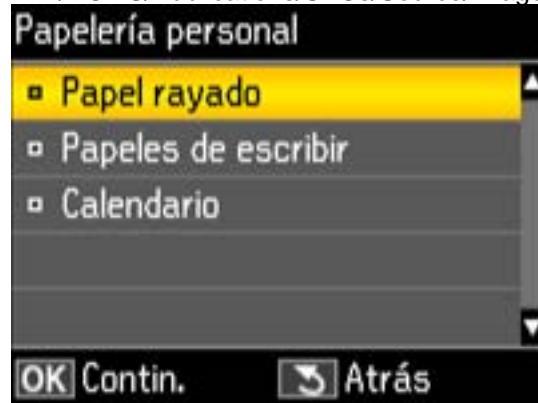 Papelería personal
Papel rayado
Papeles de escribir
Calendario
OK Contin. Atrás